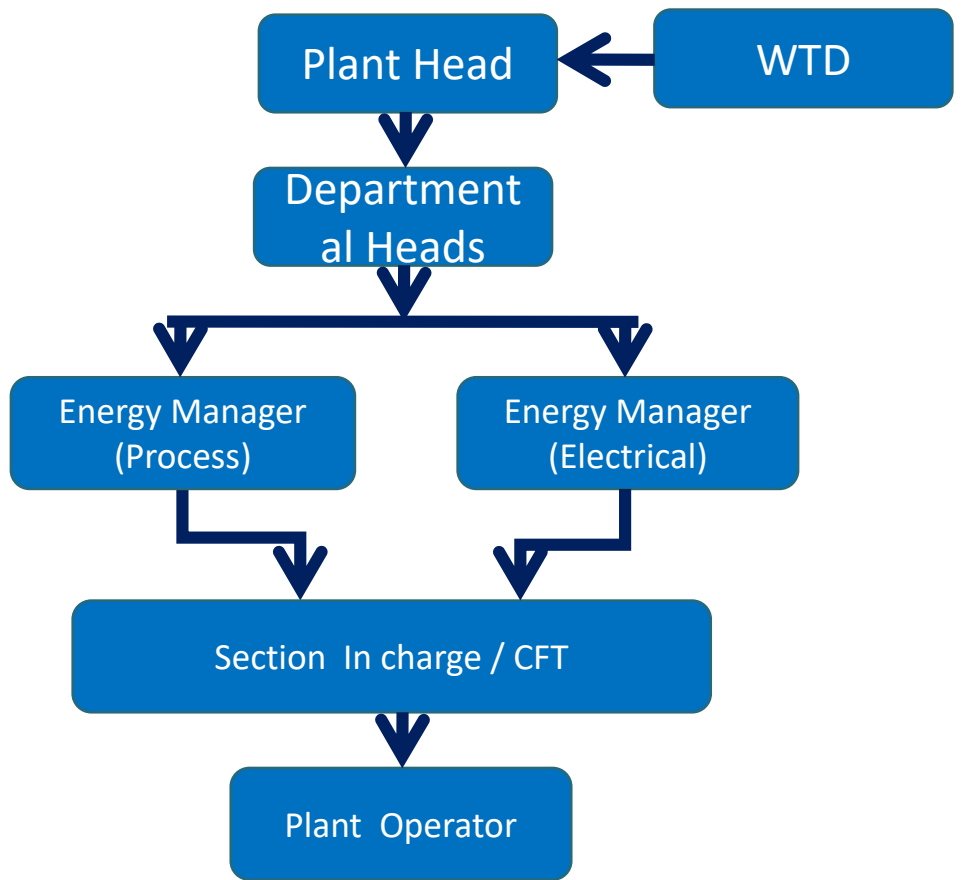 Plant Head
WTD
Department
al Heads
Energy Manager
(Process)
Energy Manager
(Electrical)
Section  In charge / CFT
Plant  Operator